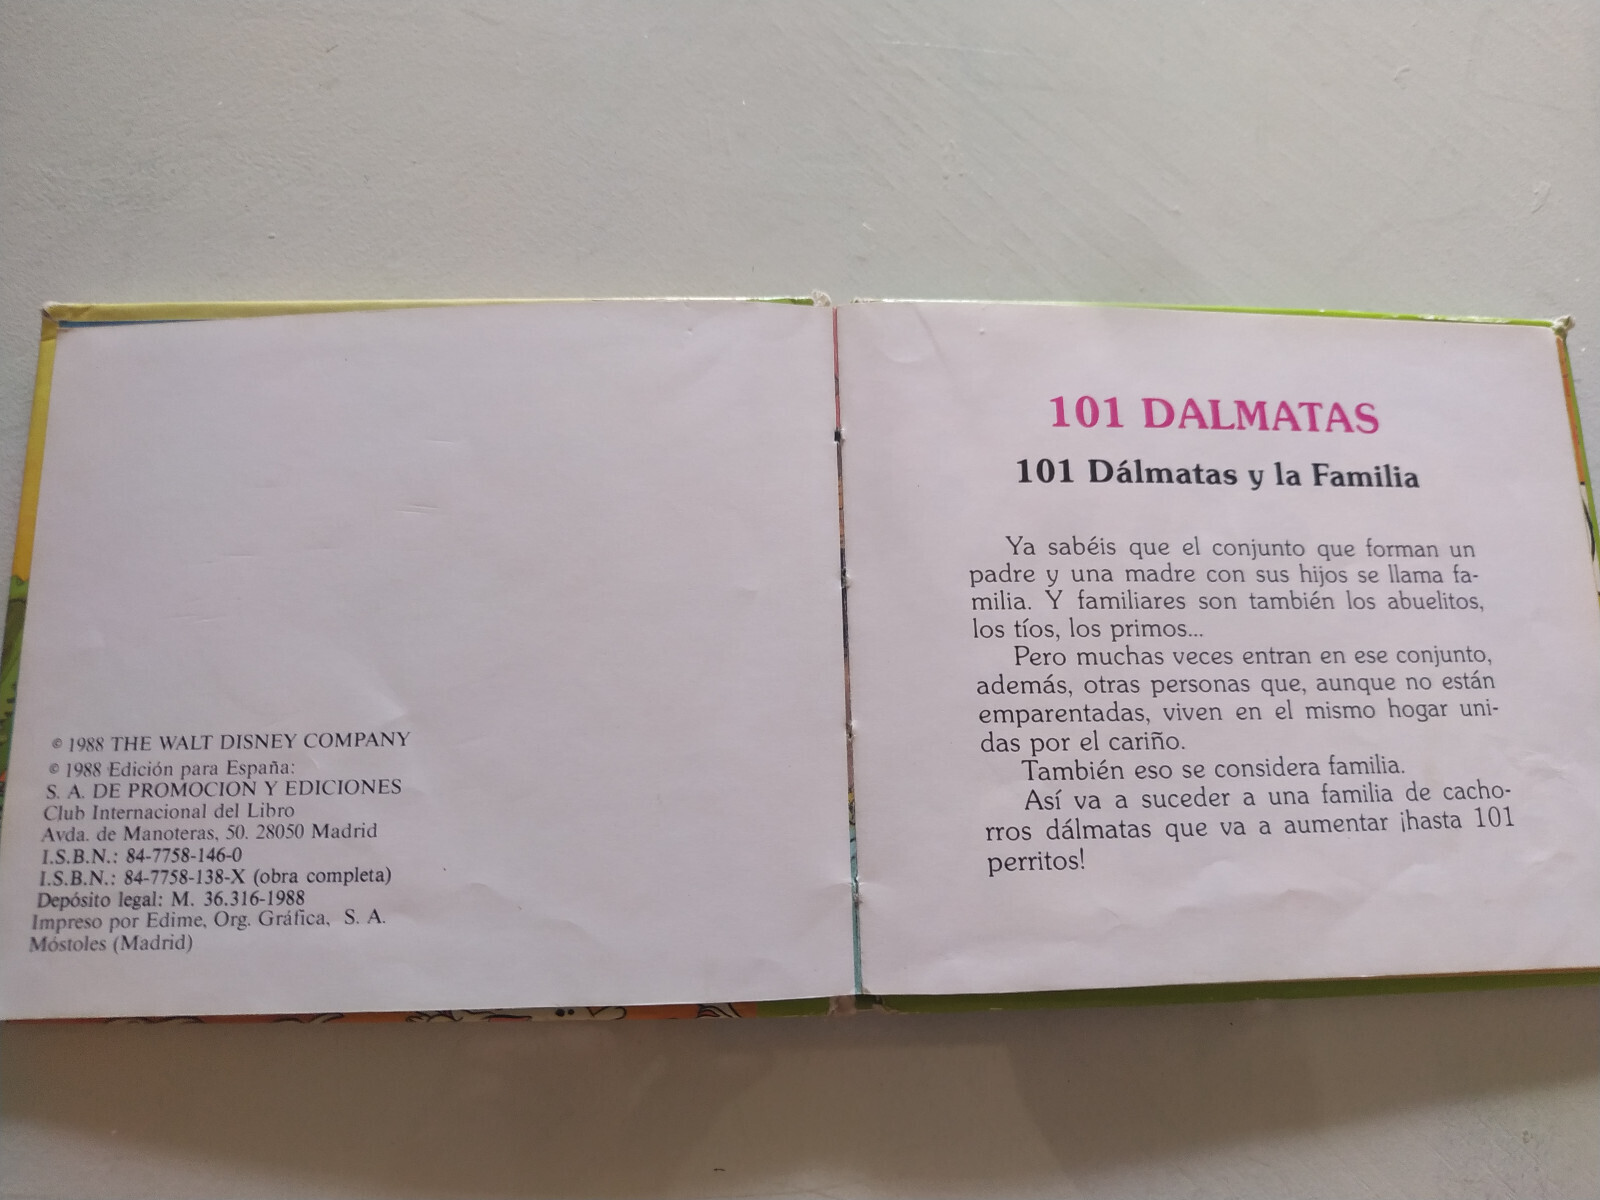 © 1988 THE WALT DISNEY COMPANY
© 1988 Edición para España:
S. A. DE PROMOCION Y EDICIONES
Club Internacional del Libro
Avda. de Manoteras, 50. 28050 Madrid
I.S.B.N.: 84-7758-146-0
I.S.B.N.: 84-7758-138-X (obra completa)
Depósito legal: M. 36.316-1988
Impreso por Edime, Org. Gráfica, S. A.
Móstoles (Madrid)
101 DALMATAS
101 Dálmatas y la Familia
Ya sabéis que el conjunto que forman un
padre y una madre con sus hijos se llama fa-
milia. Y familiares son también los abuelitos,
los tíos, los primos...
Pero muchas veces entran en ese conjunto,
además, otras personas que, aunque no están
emparentadas, viven en el mismo hogar uni-
das por el cariño.
También eso se considera familia.
Así va a suceder a una familia de cacho-
rros dálmatas que va a aumentar ¡hasta 101
perritos!